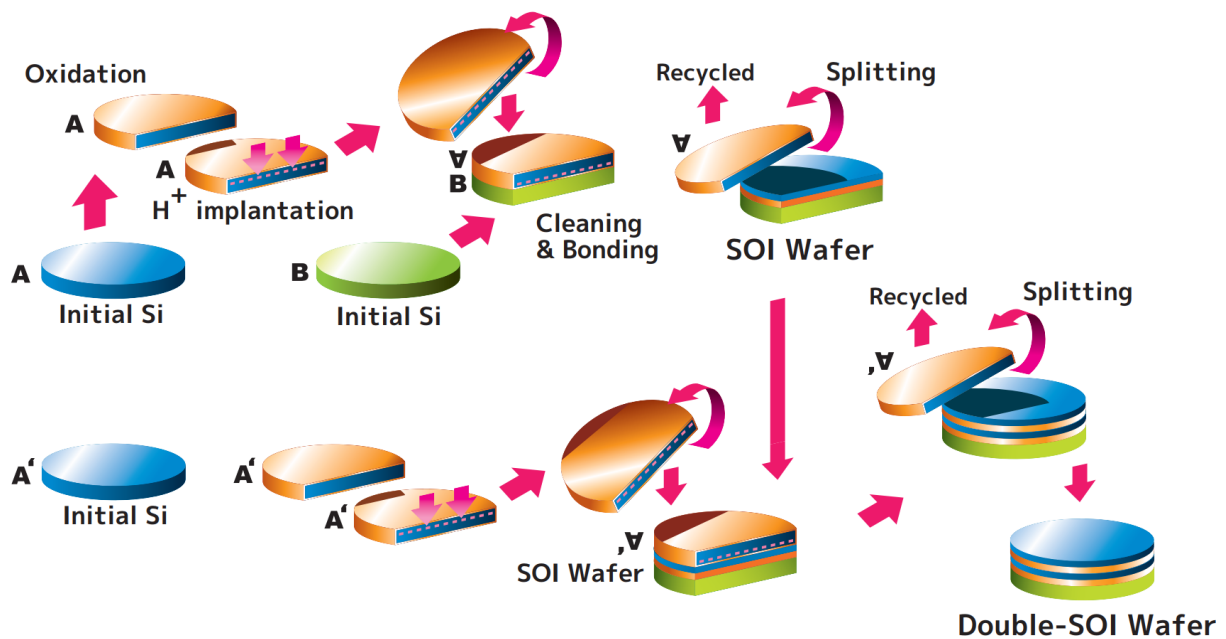 Oxidation
A
A
H+ implantation
A
Initial Si
B
Initial Si
A
B
Cleaning
& Bonding
Recycled
Splitting
A
SOI Wafer
Recycled
Splitting
A'
A'
Initial Si
A'
A'
SOI Wafer
Double-SOI Wafer